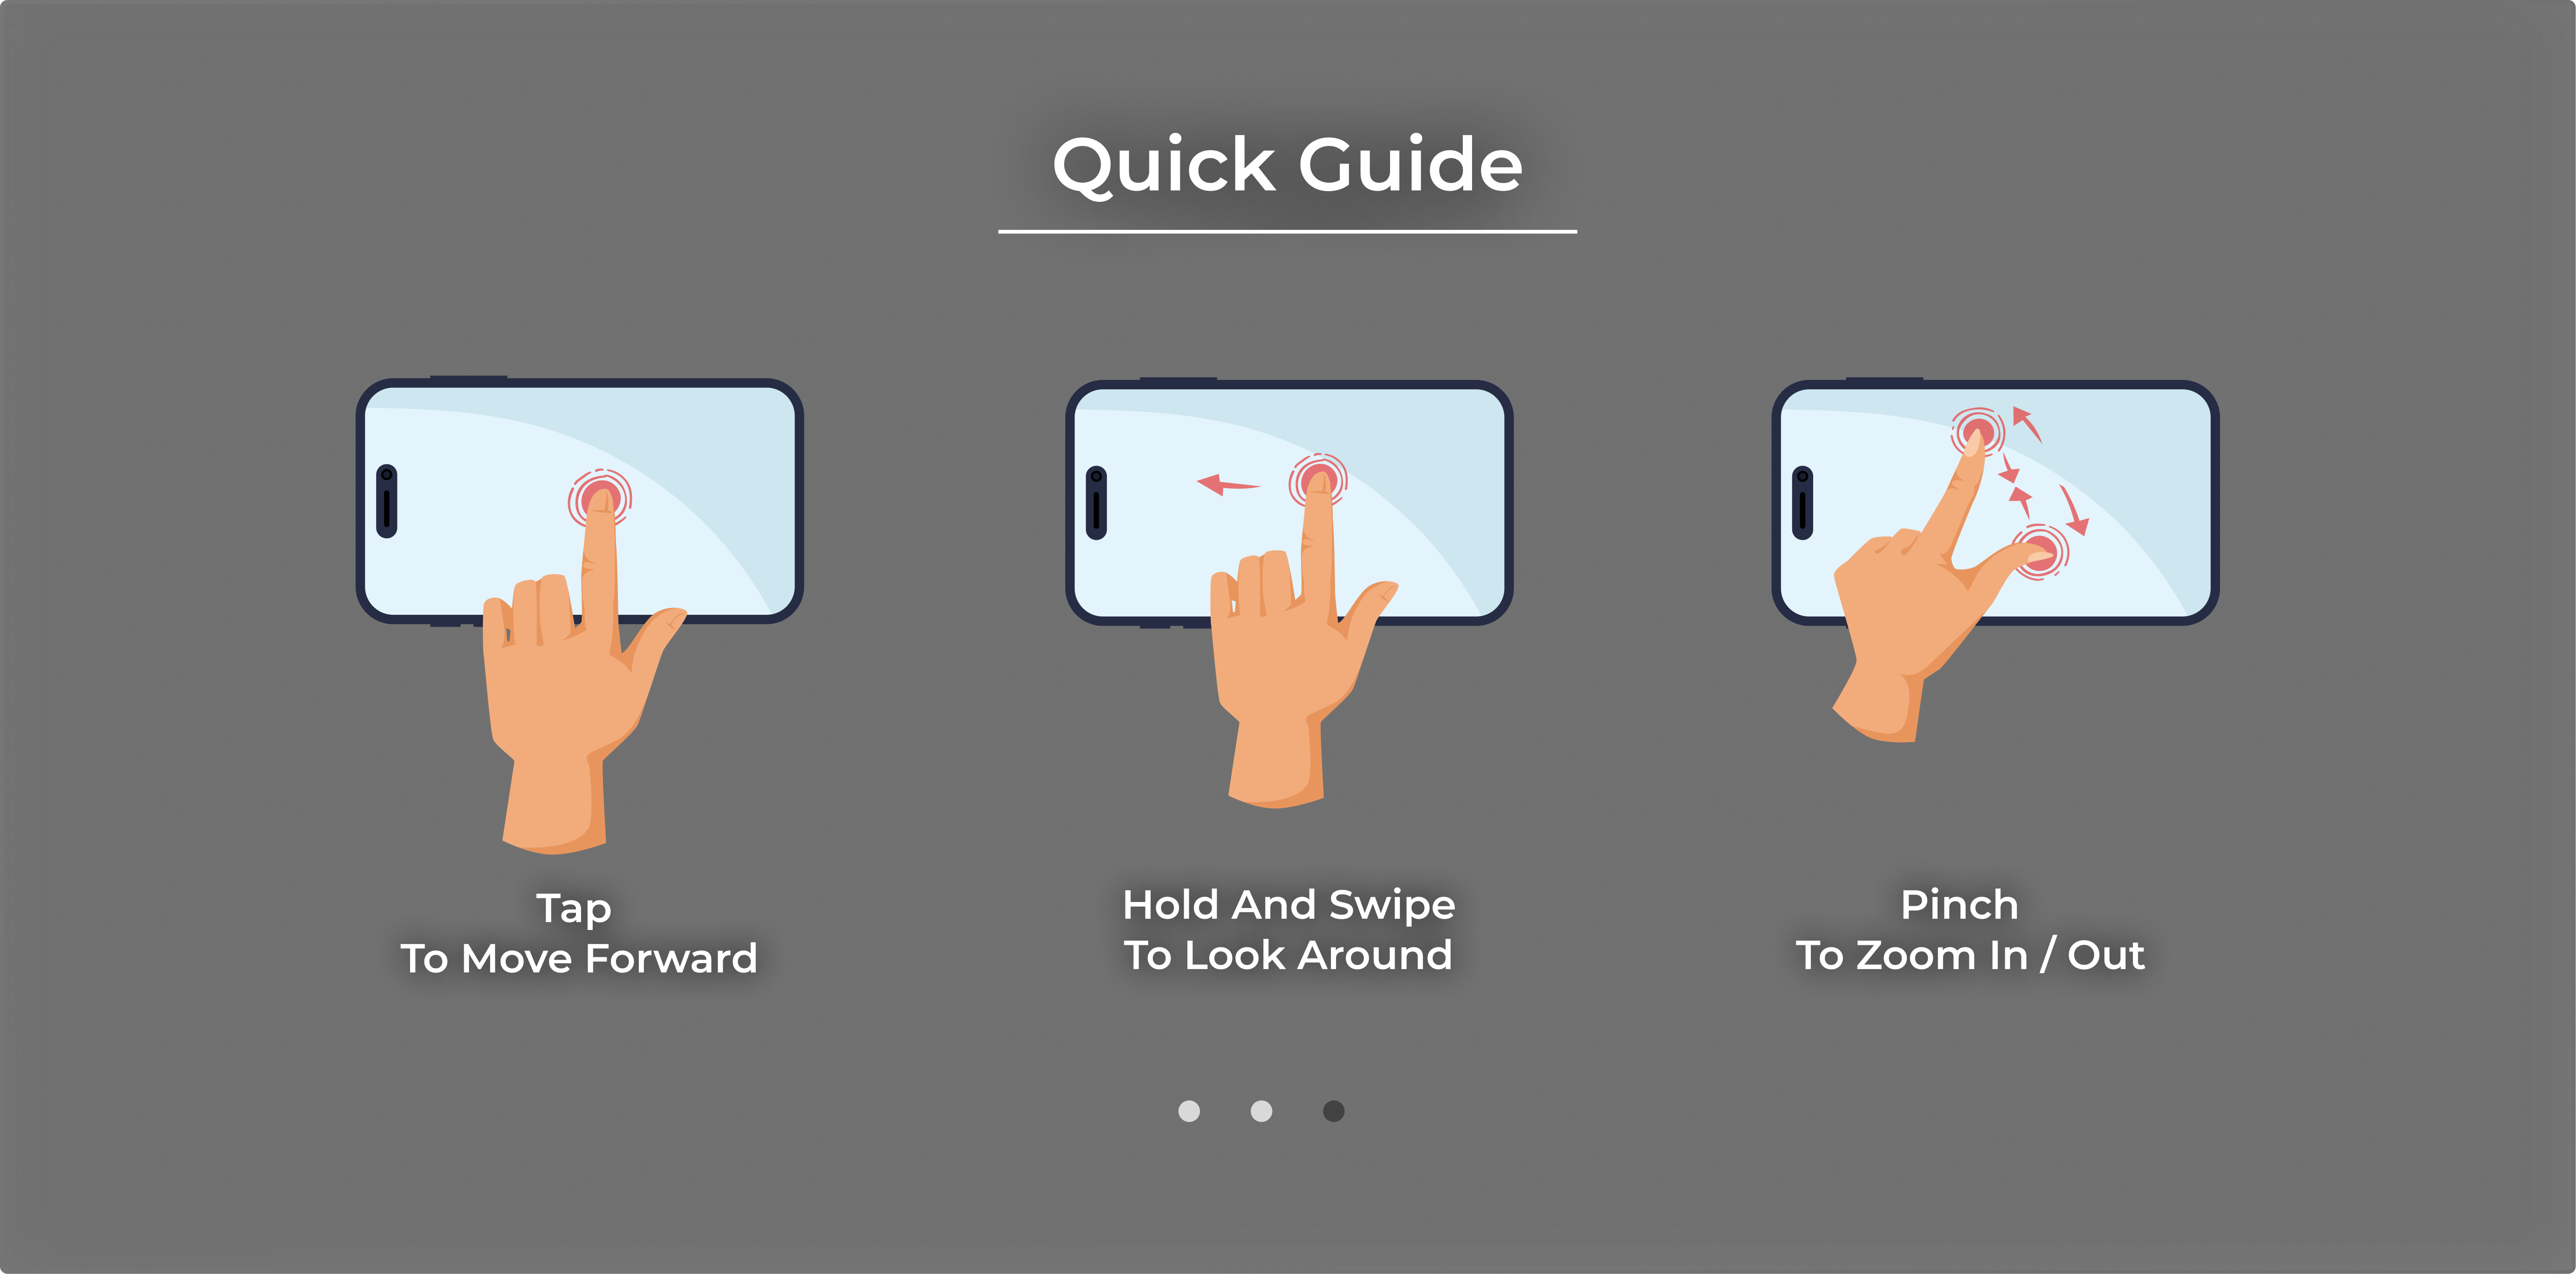 Quick Guide
Tap
To Move Forward
Hold And Swipe
To Look Around
Pinch
To Zoom In / Out